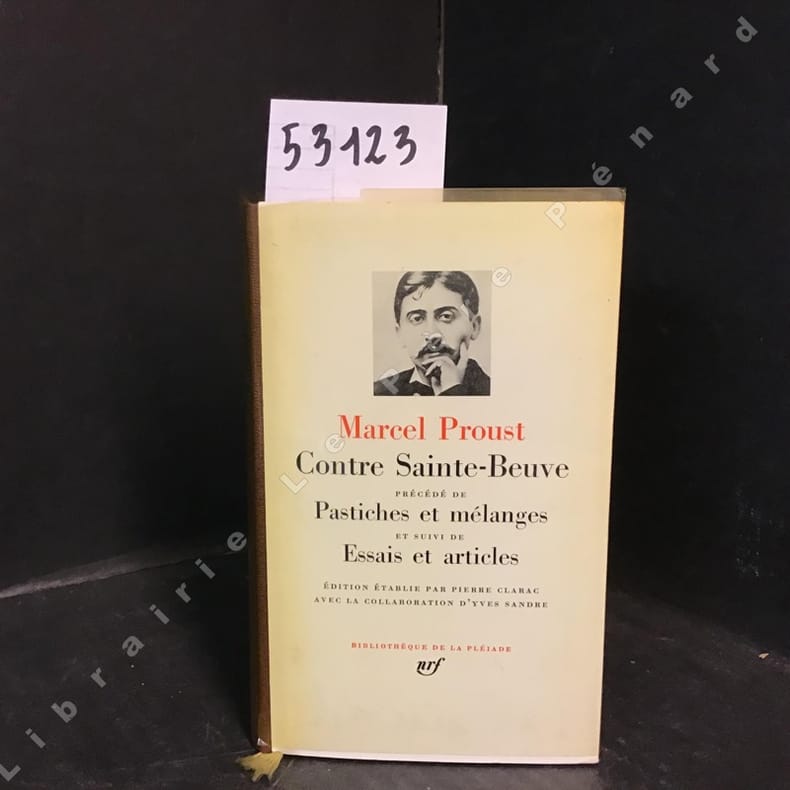 53123
Marcel Proust
Contre Sainte-Beuve
PRÉCÉDÉ DE
Pastiches et mélanges
ET SUIVI DE
Essais et articles
ÉDITION ÉTABLIE PAR PIERRE CLARAC
AVEC LA COLLABORATION D'YVES SANDRE
BIBLIOTHÈQUE DE LA PLÉIADE
nrf
Librairie Le Père Pénard